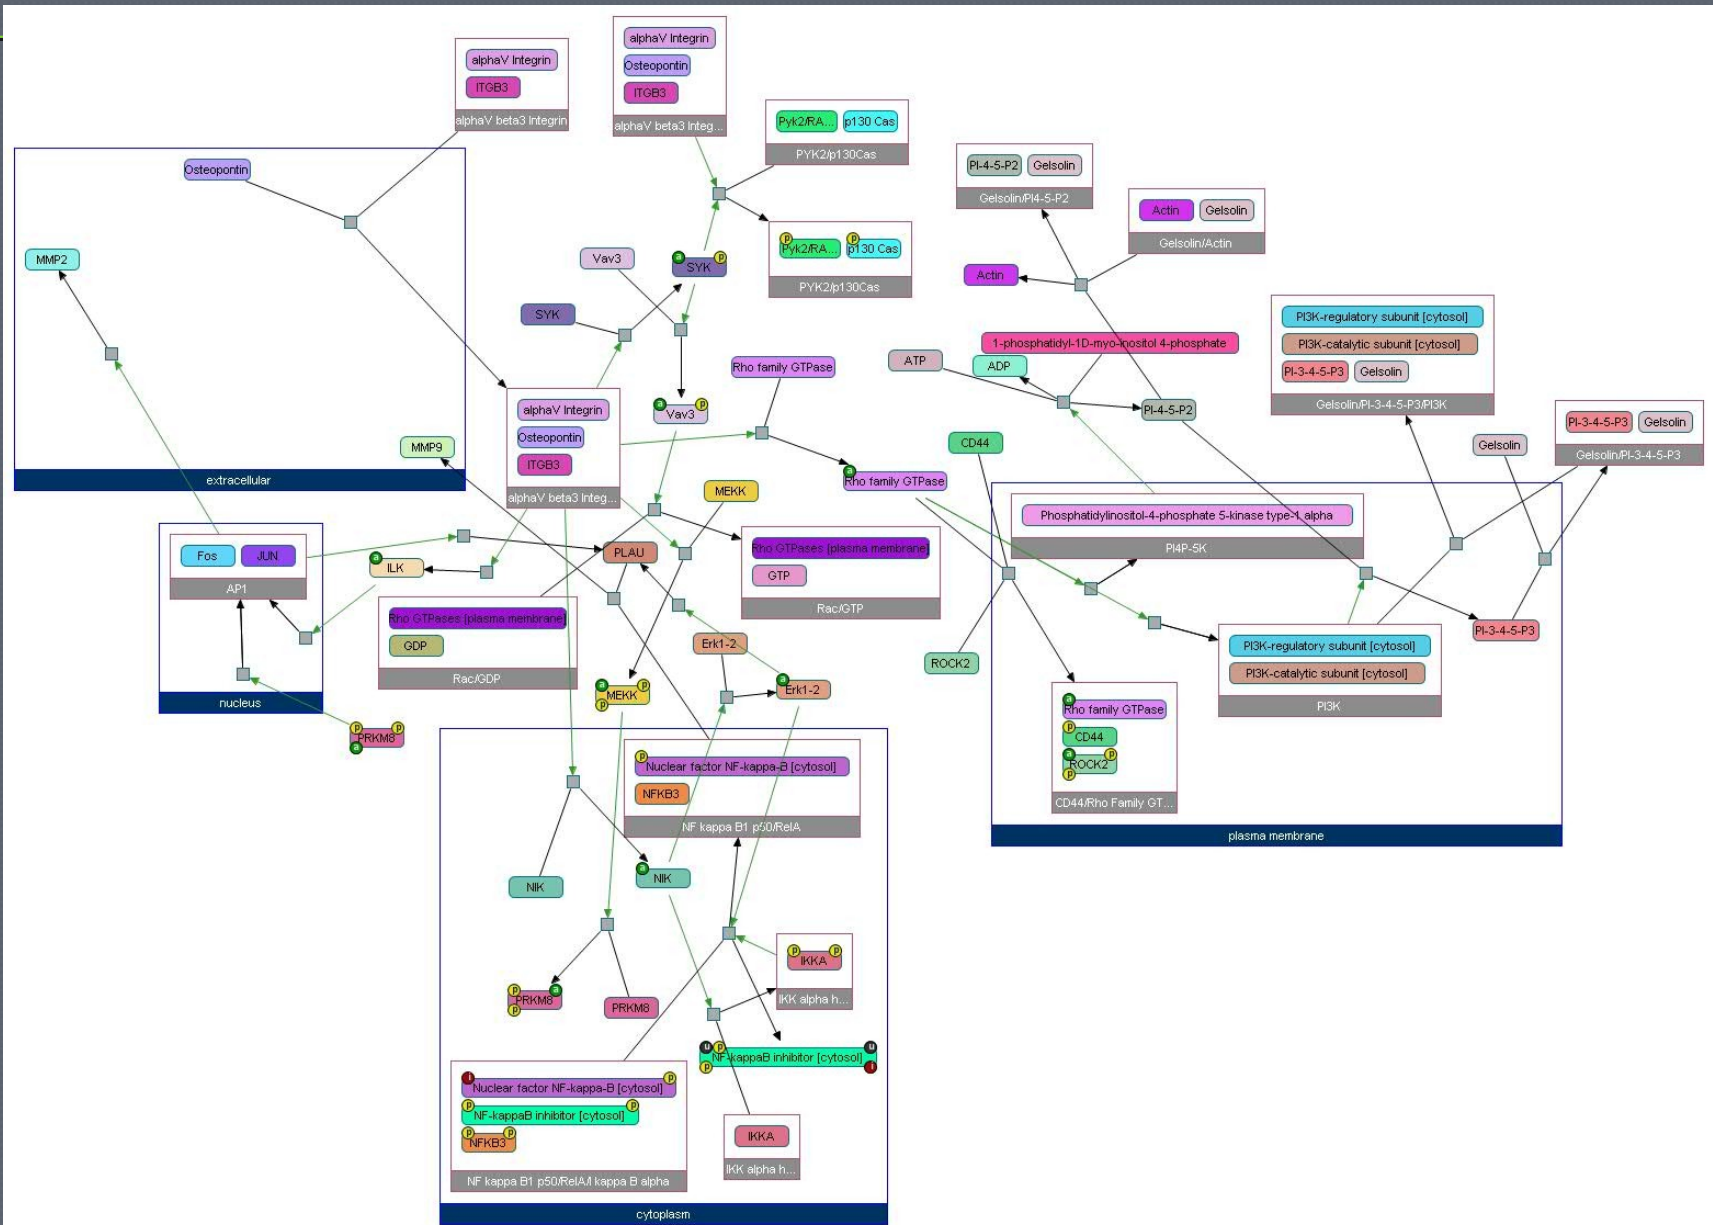 alphaV Integrin
ITGB3
alphaV beta3 Integrin
alphaV Integrin
Osteopontin
ITGB3
alphaV beta3 Integ...
Pyk2/RA...
p130 Cas
PYK2/p130Cas
p
p
Pyk2/RA...
p130 Cas
PYK2/p130Cas
PI-4-5-P2
Gelsolin
Gelsolin/PI4-5-P2
Actin
Gelsolin
Gelsolin/Actin
Actin
Osteopontin
MMP2
MMP9
extracellular
Vav3
a
p
SYK
SYK
a
p
Vav3
Rho family GTPase
a
Rho family GTPase
alphaV Integrin
Osteopontin
ITGB3
alphaV beta3 Integ...
ATP
1-phosphatidyl-1D-myo-inositol 4-phosphate
ADP
PI-4-5-P2
CD44
PI3K-regulatory subunit [cytosol]
PI3K-catalytic subunit [cytosol]
PI-3-4-5-P3
Gelsolin
Gelsolin/PI-3-4-5-P3/PI3K
Gelsolin
PI-3-4-5-P3
Gelsolin
Gelsolin/PI-3-4-5-P3
MEKK
Fos
JUN
AP1
nucleus
a
ILK
PLAU
Rho GTPases [plasma membrane]
GTP
Rac/GTP
Rho GTPases [plasma membrane]
GDP
Rac/GDP
Erk1-2
a
Erk1-2
a
p
p
MEKK
p
p
a
PRKM8
ROCK2
Phosphatidylinositol-4-phosphate 5-kinase type-1 alpha
PI4P-5K
PI3K-regulatory subunit [cytosol]
PI3K-catalytic subunit [cytosol]
PI3K
PI-3-4-5-P3
a
Rho family GTPase
p
CD44
a
p
p
ROCK2
CD44/Rho Family GT...
plasma membrane
p
Nuclear factor NF-kappa-B [cytosol]
NFKB3
NF kappa B1 p50/RelA
NIK
a
NIK
p
p
a
PRKM8
PRKM8
p
p
IKKA
IKK alpha h...
u
p
u
p
i
NF-kappaB inhibitor [cytosol]
i
p
Nuclear factor NF-kappa-B [cytosol]
p
p
NF-kappaB inhibitor [cytosol]
p
p
NFKB3
NF kappa B1 p50/RelA/I kappa B alpha
IKKA
IKK alpha h...
cytoplasm